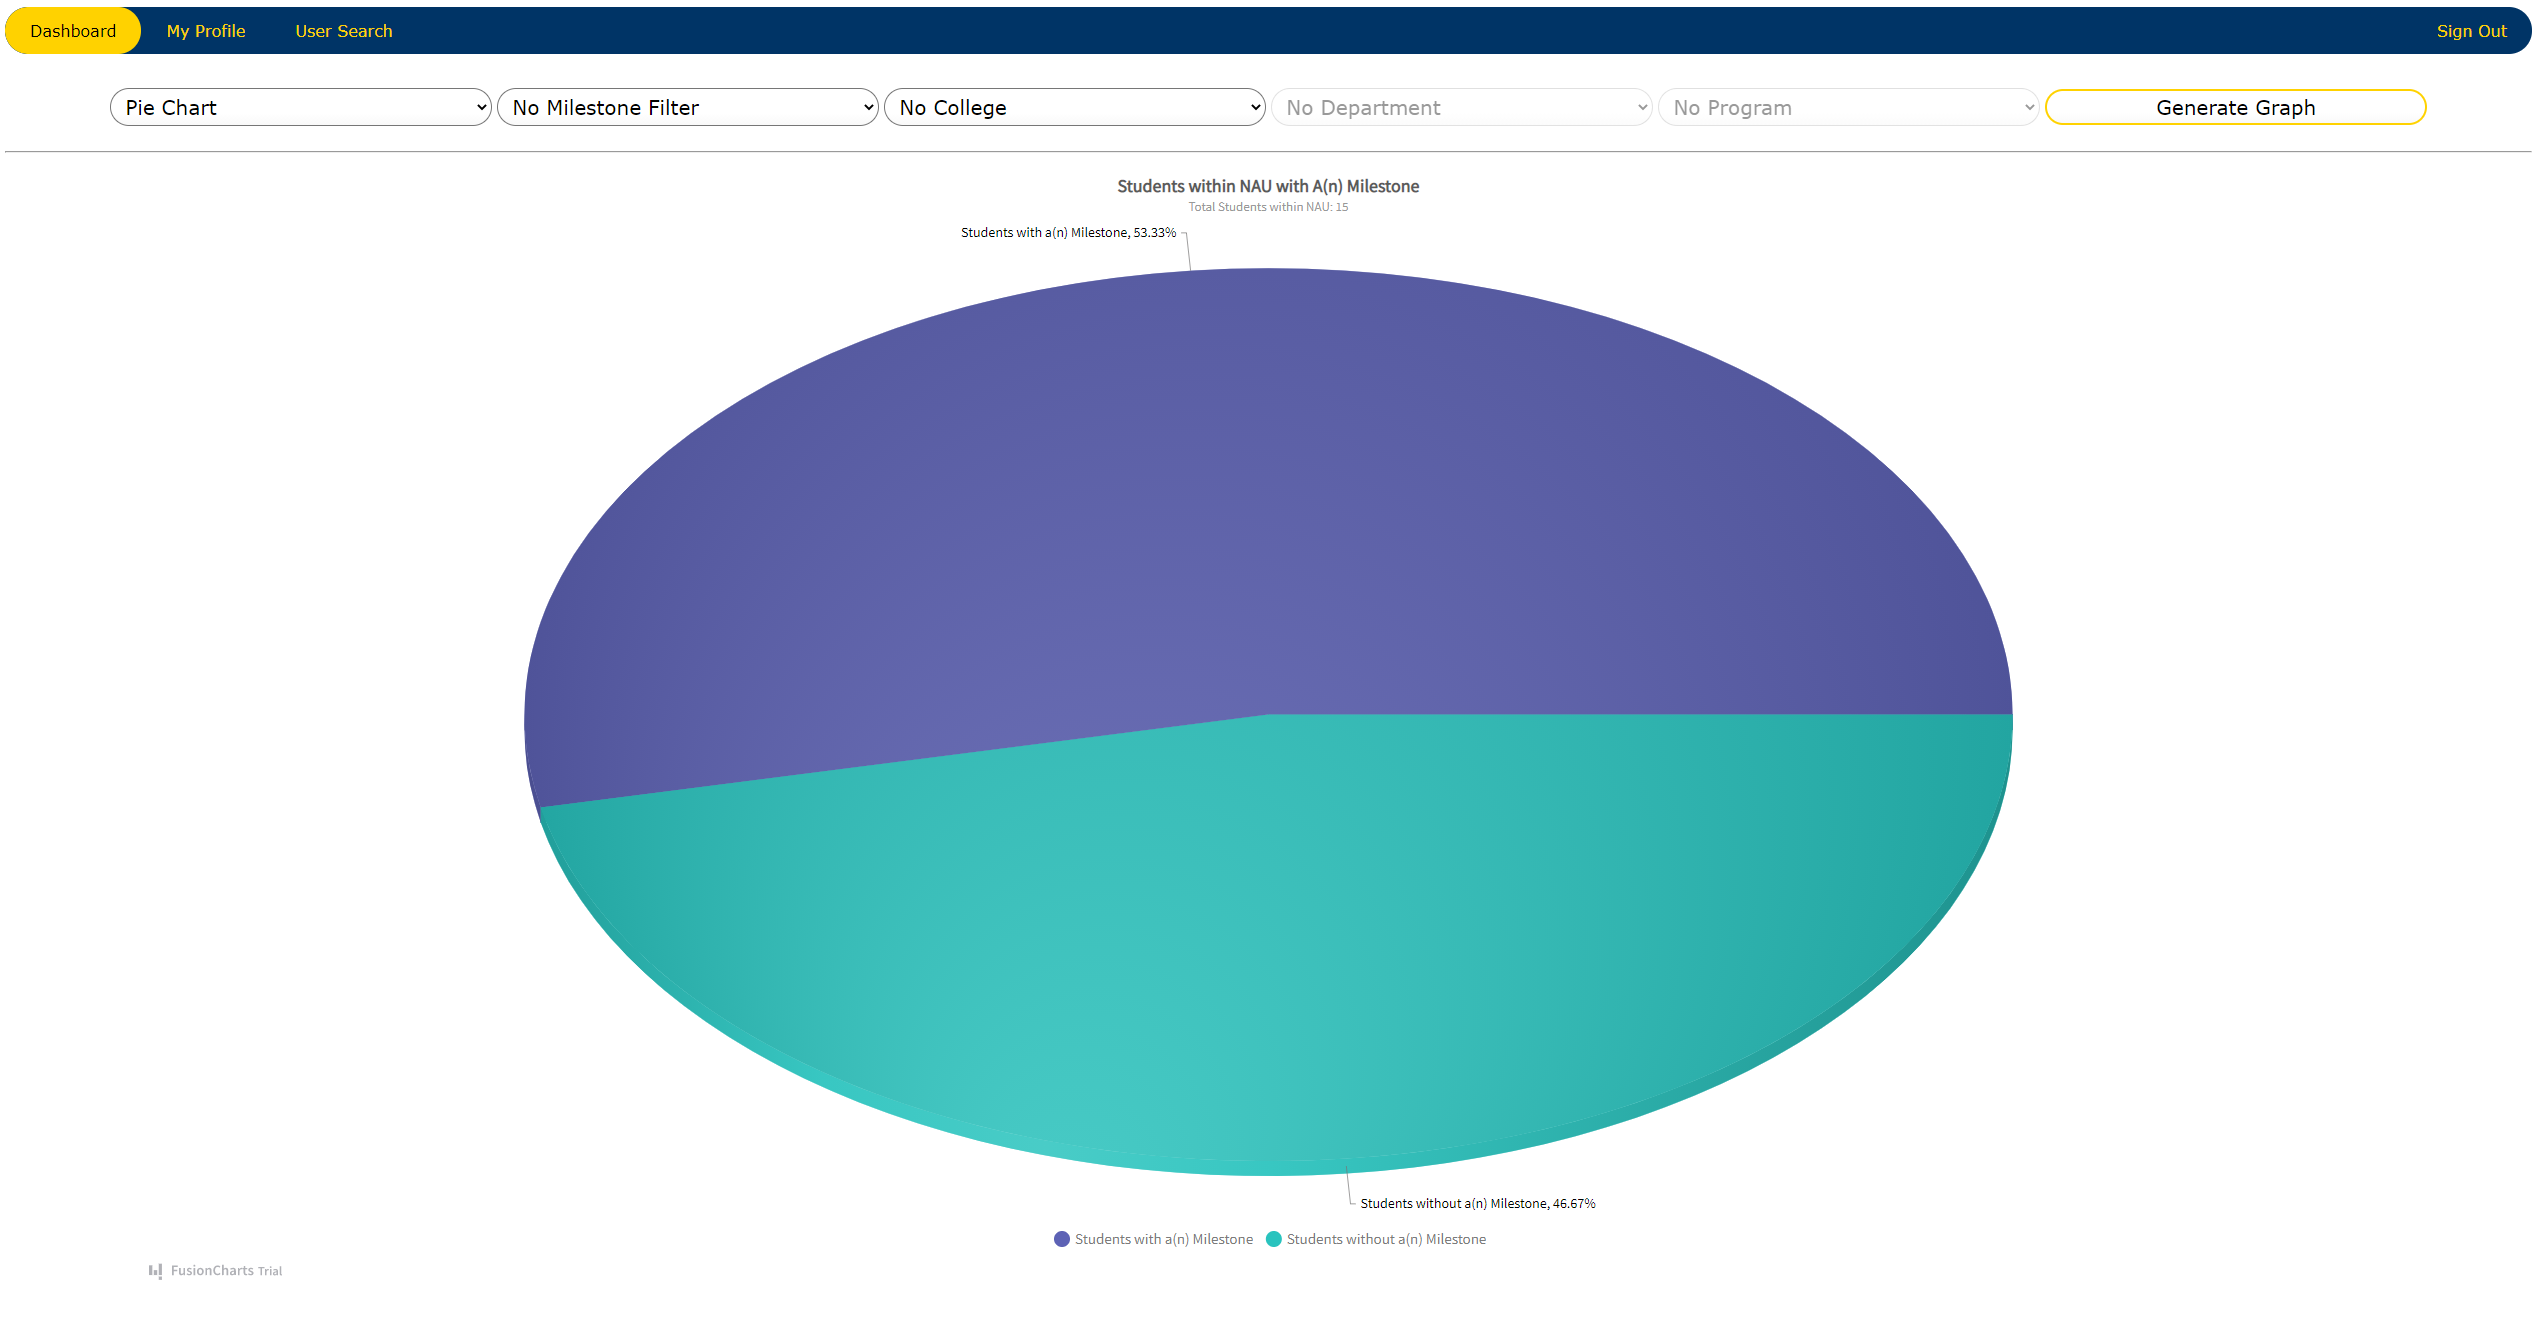 Dashboard My Profile User Search Sign Out
Pie Chart No Milestone Filter No College No Department No Program Generate Graph
Students within NAU with A(n) Milestone
Total Students within NAU: 15
Students with a(n) Milestone, 53.33%
Students without a(n) Milestone, 46.67%
Students with a(n) Milestone Students without a(n) Milestone
FusionCharts Trial